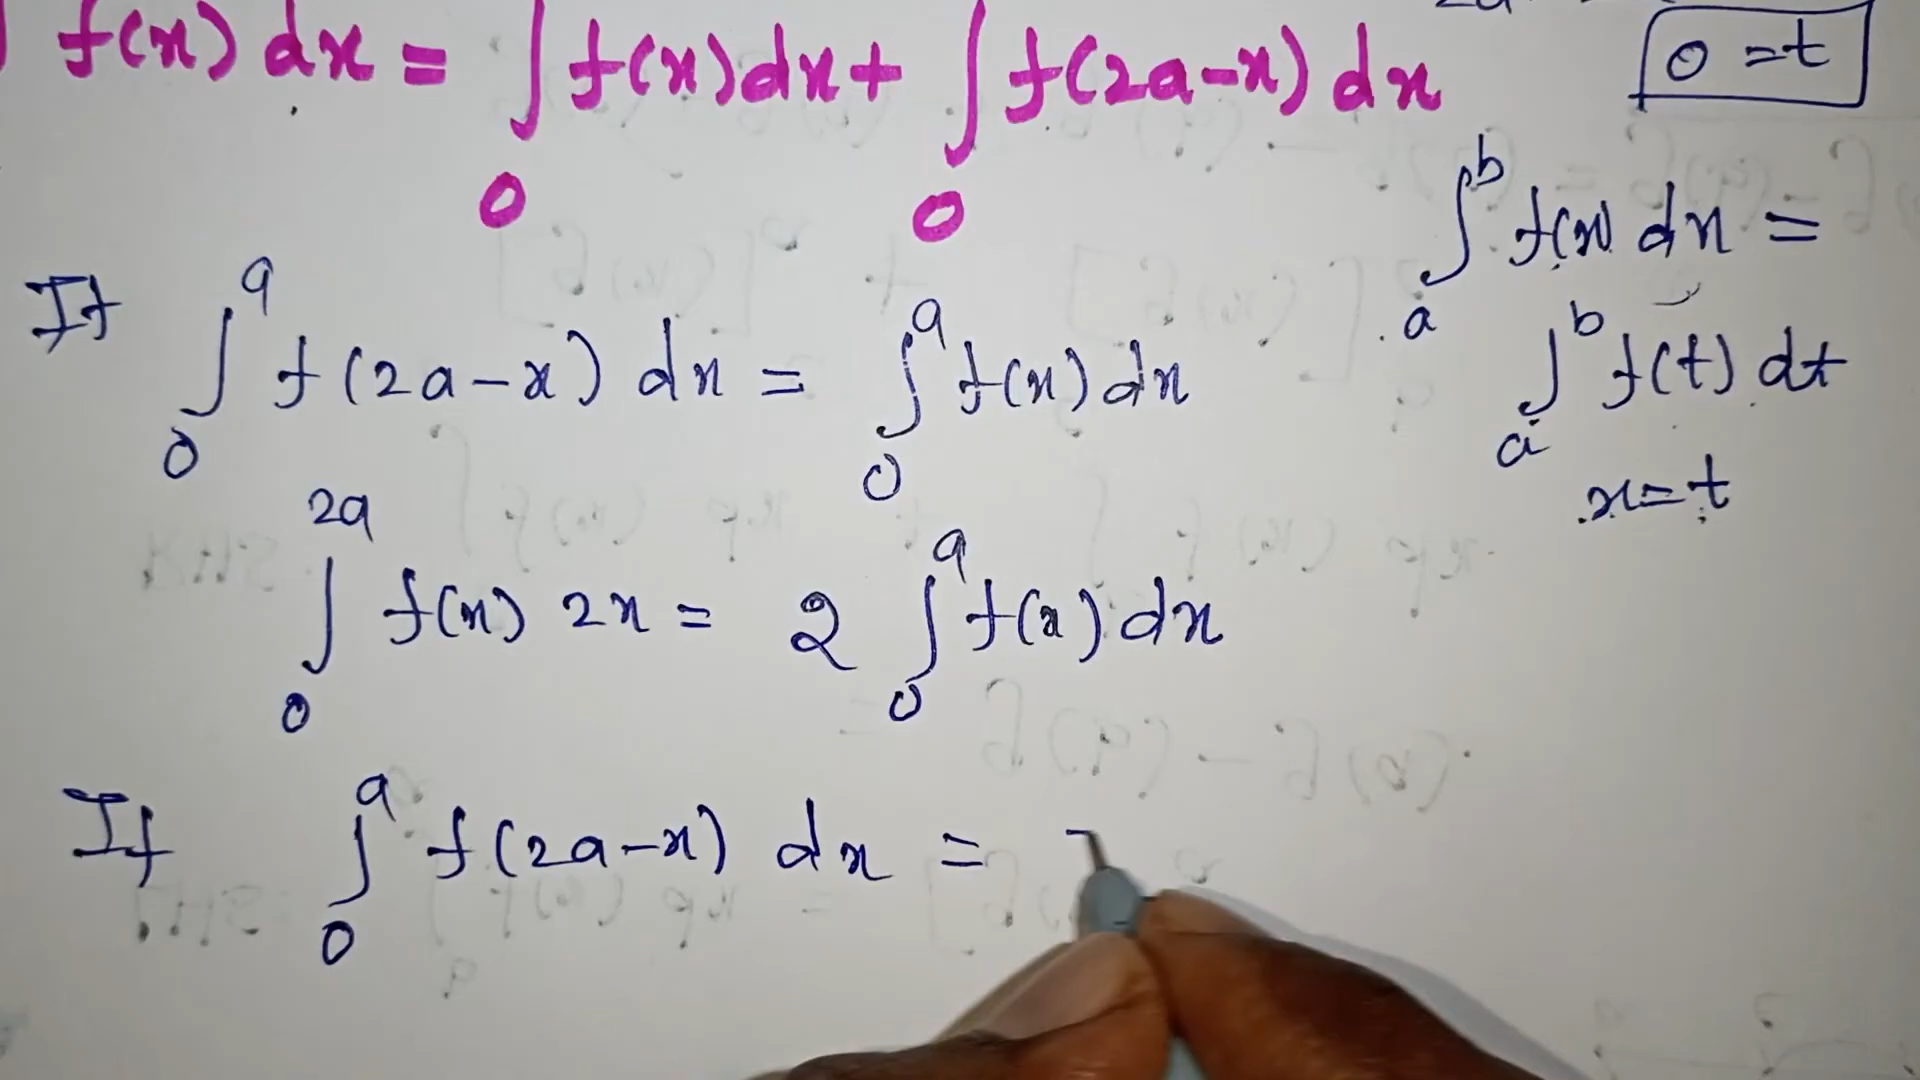 ∫ f(x) dx = ∫₀ f(x) dx + ∫₀ f(2a-x) dx
0 = t
∫ₐᵇ f(x) dx =
∫ₐᵇ f(t) dt
x = t
If ∫₀ᵃ f(2a-x) dx = ∫₀ᵃ f(x) dx
∫₀²ᵃ f(x) 2x = 2 ∫₀ᵃ f(x) dx
If ∫₀ᵃ f(2a-x) dx = -